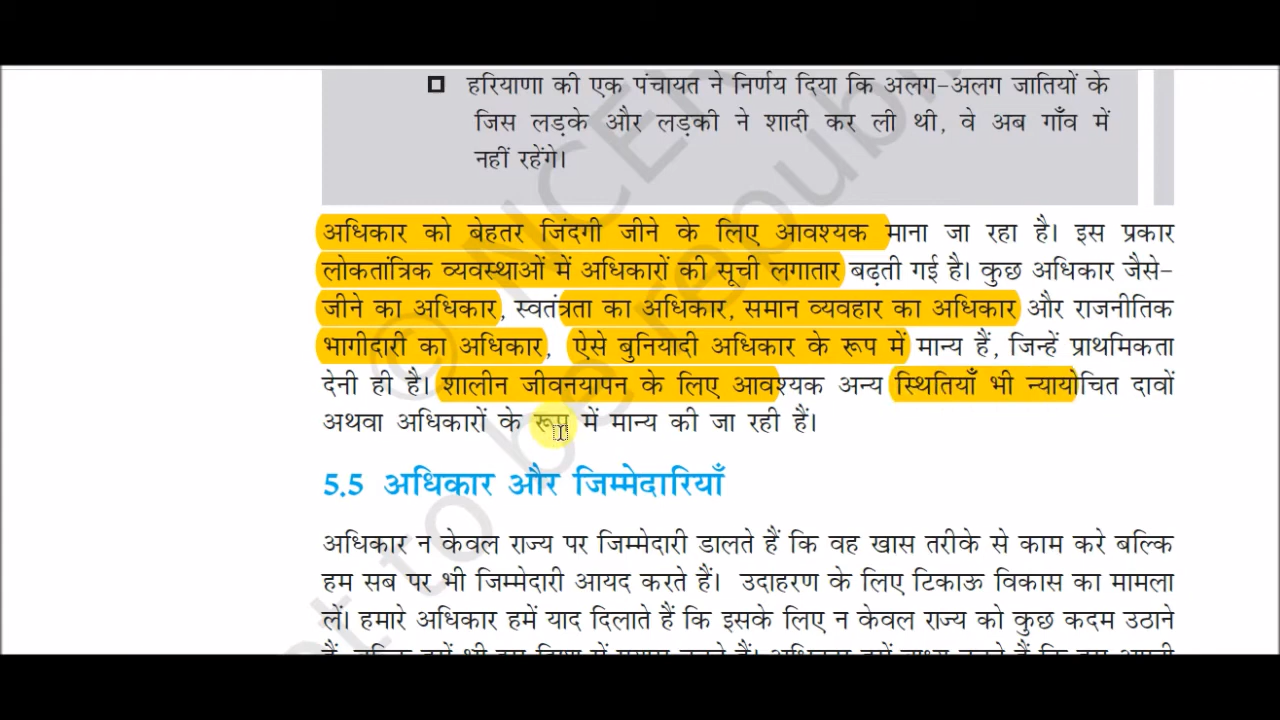 हरियाणा की एक पंचायत ने निर्णय दिया कि अलग-अलग जातियों के
जिस लड़के और लड़की ने शादी कर ली थी, वे अब गाँव में
नहीं रहेंगे।
अधिकार को बेहतर जिंदगी जीने के लिए आवश्यक माना जा रहा है। इस प्रकार
लोकतांत्रिक व्यवस्थाओं में अधिकारों की सूची लगातार बढ़ती गई है। कुछ अधिकार जैसे-
जीने का अधिकार, स्वतंत्रता का अधिकार, समान व्यवहार का अधिकार और राजनीतिक
भागीदारी का अधिकार, ऐसे बुनियादी अधिकार के रूप में मान्य हैं, जिन्हें प्राथमिकता
देनी ही है। शालीन जीवनयापन के लिए आवश्यक अन्य स्थितियाँ भी न्यायोचित दावों
अथवा अधिकारों के रूप में मान्य की जा रही हैं।
5.5 अधिकार और जिम्मेदारियाँ
अधिकार न केवल राज्य पर जिम्मेदारी डालते हैं कि वह खास तरीके से काम करे बल्कि
हम सब पर भी जिम्मेदारी आयद करते हैं। उदाहरण के लिए टिकाऊ विकास का मामला
लें। हमारे अधिकार हमें याद दिलाते हैं कि इसके लिए न केवल राज्य को कुछ कदम उठाने